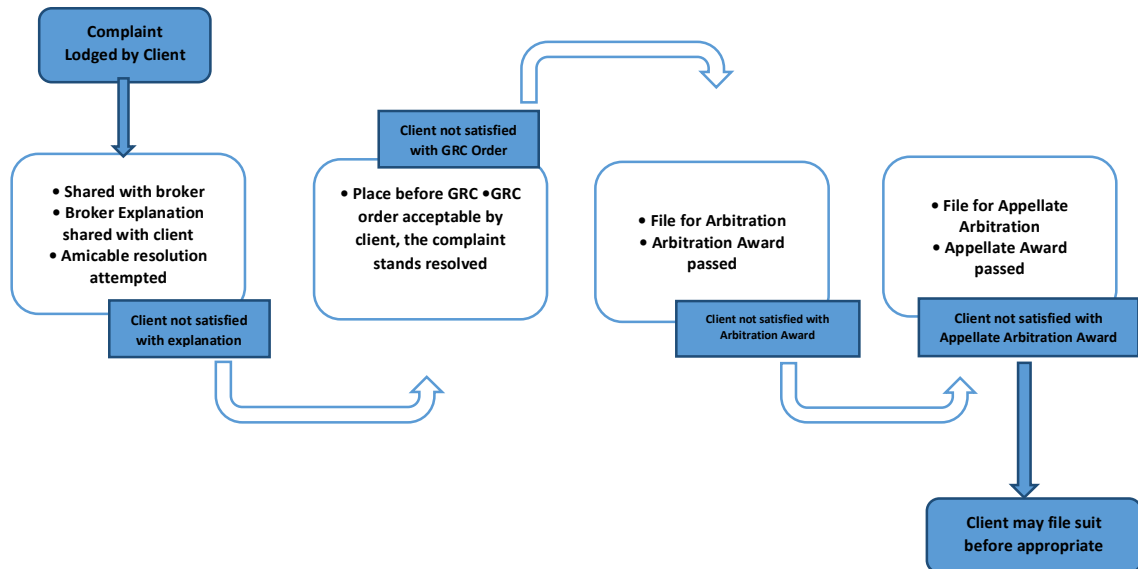 Complaint
Lodged by Client
• Shared with broker
• Broker Explanation
shared with client
• Amicable resolution
attempted
Client not satisfied
with explanation
Client not satisfied
with GRC Order
• Place before GRC •GRC
order acceptable by
client, the complaint
stands resolved
• File for Arbitration
• Arbitration Award
passed
Client not satisfied with
Arbitration Award
• File for Appellate
Arbitration
• Appellate Award
passed
Client not satisfied with
Appellate Arbitration Award
Client may file suit
before appropriate